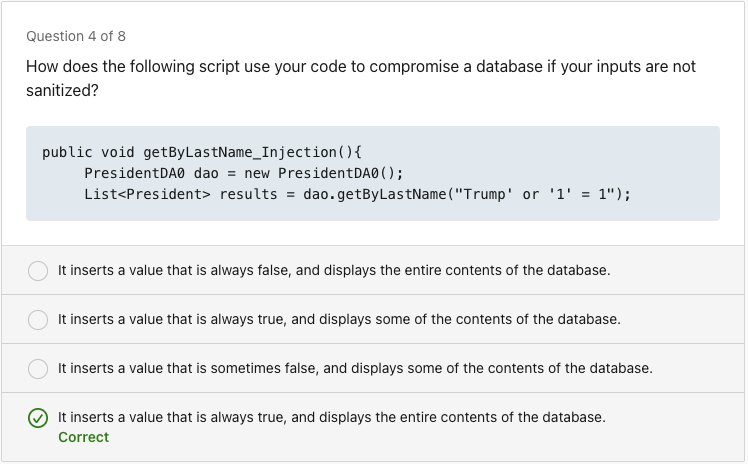 Question 4 of 8
How does the following script use your code to compromise a database if your inputs are not
sanitized?
public void getByLastName_Injection(){
PresidentDA0 dao = new PresidentDA0();
List<President> results = dao.getByLastName("Trump' or '1' = 1");
It inserts a value that is always false, and displays the entire contents of the database.
It inserts a value that is always true, and displays some of the contents of the database.
It inserts a value that is sometimes false, and displays some of the contents of the database.
It inserts a value that is always true, and displays the entire contents of the database.
Correct